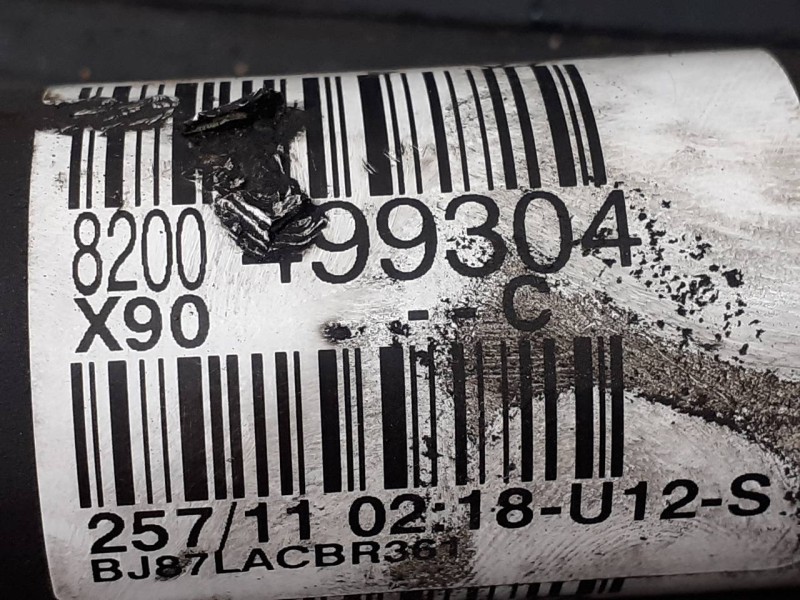 8200 499304
X90 --C
257/11 02:18-U12-S
BJ87LACBR361